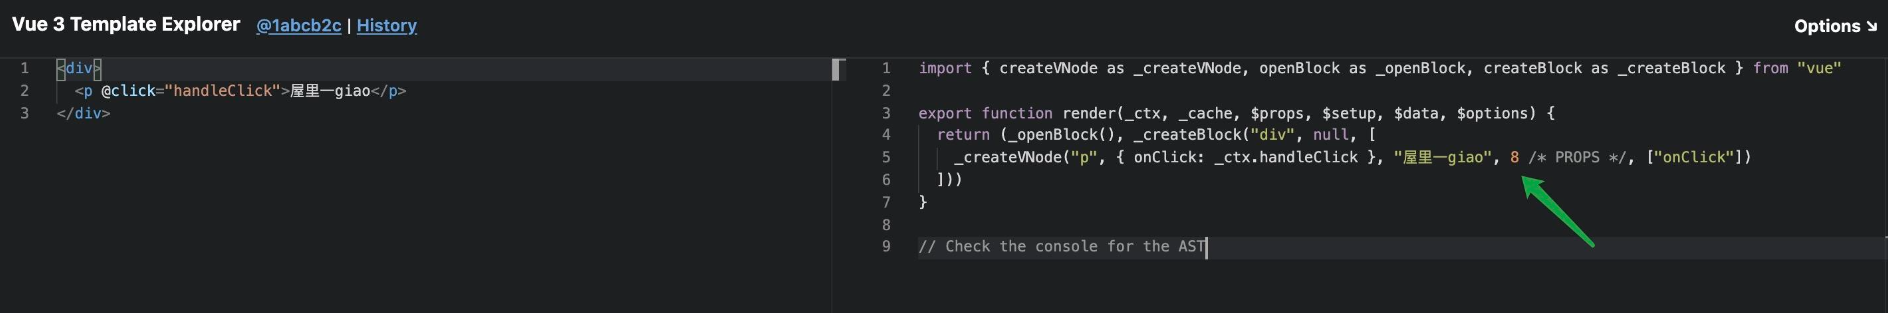 Vue 3 Template Explorer @1abcb2c | History
Options ↘
1 <div>
2   <p @click="handleClick">屋里一giao</p>
3 </div>
1 import { createVNode as _createVNode, openBlock as _openBlock, createBlock as _createBlock } from "vue"
2
3 export function render(_ctx, _cache, $props, $setup, $data, $options) {
4   return (_openBlock(), _createBlock("div", null, [
5     _createVNode("p", { onClick: _ctx.handleClick }, "屋里一giao", 8 /* PROPS */, ["onClick"])
6   ]))
7 }
8
9 // Check the console for the AST